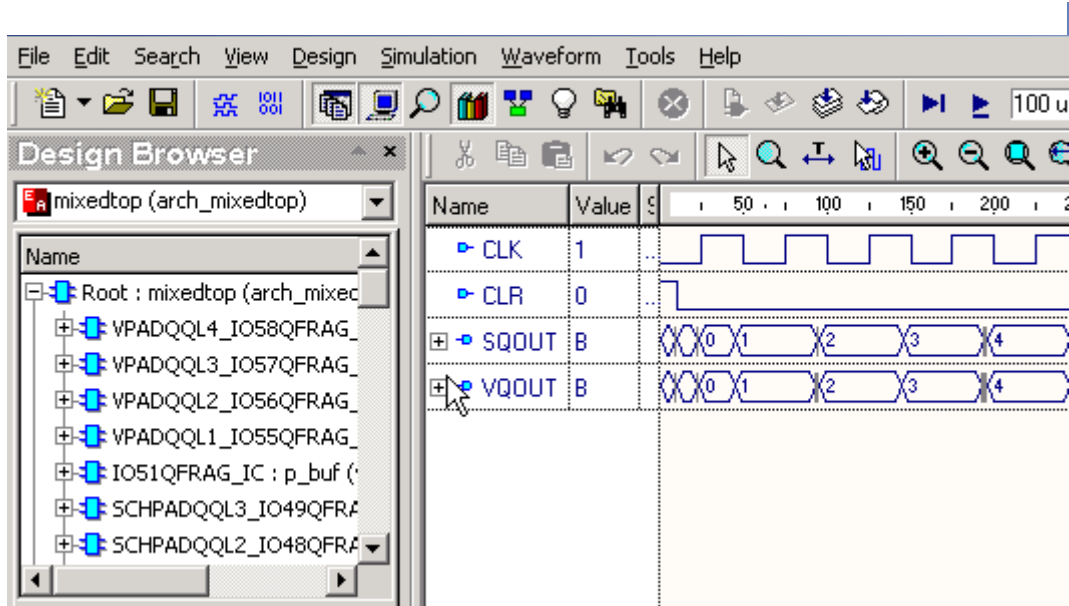 File Edit Search View Design Simulation Waveform Tools Help
100 u
Design Browser
mixedtop (arch_mixedtop)
Name
Root : mixedtop (arch_mixec
VPADQQL4_IO58QFRAG_
VPADQQL3_IO57QFRAG_
VPADQQL2_IO56QFRAG_
VPADQQL1_IO55QFRAG_
IO51QFRAG_IC : p_buf (
SCHPADQQL3_IO49QFRA
SCHPADQQL2_IO48QFRA
Name Value S 50 100 150 200 2
CLK 1 ..
CLR 0 ..
SQOUT B 0 1 2 3 4
VQOUT B 0 1 2 3 4